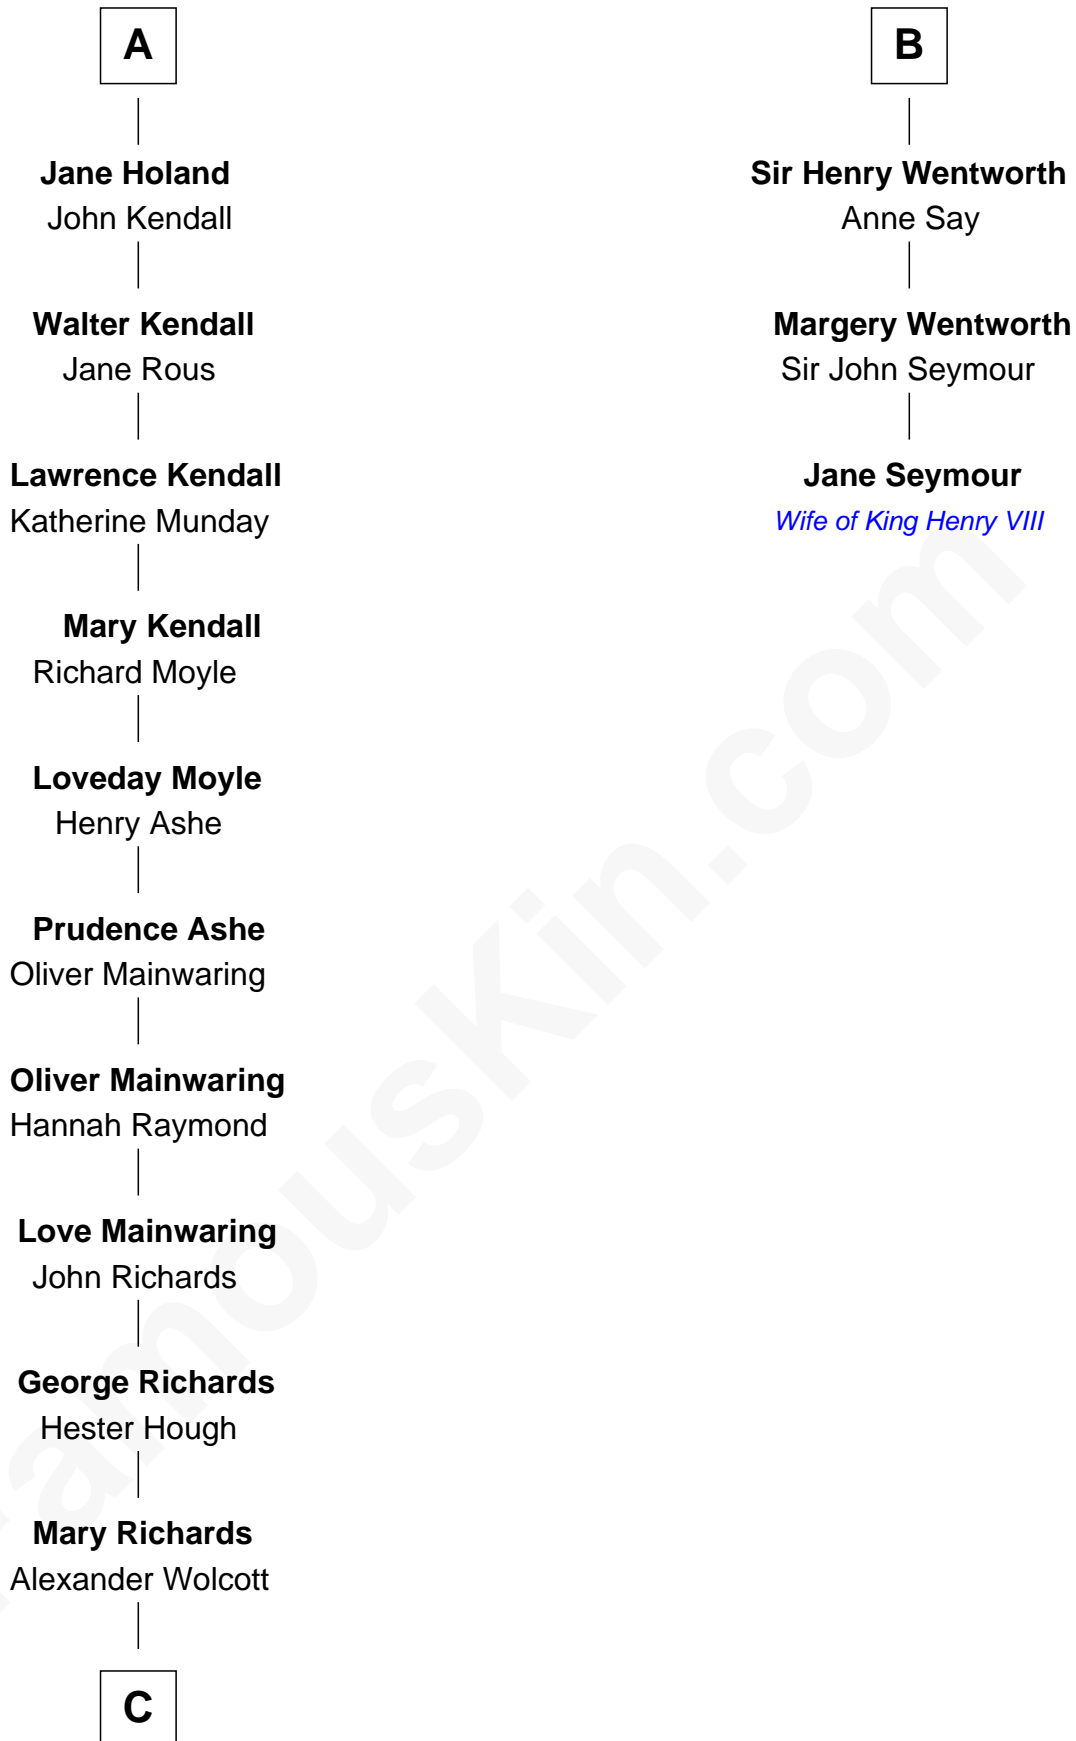 A
Jane Holand
John Kendall
Walter Kendall
Jane Rous
Lawrence Kendall
Katherine Munday
Mary Kendall
Richard Moyle
Loveday Moyle
Henry Ashe
Prudence Ashe
Oliver Mainwaring
Oliver Mainwaring
Hannah Raymond
Love Mainwaring
John Richards
George Richards
Hester Hough
Mary Richards
Alexander Wolcott
C
B
Sir Henry Wentworth
Anne Say
Margery Wentworth
Sir John Seymour
Jane Seymour
Wife of King Henry VIII
FamousKin.com